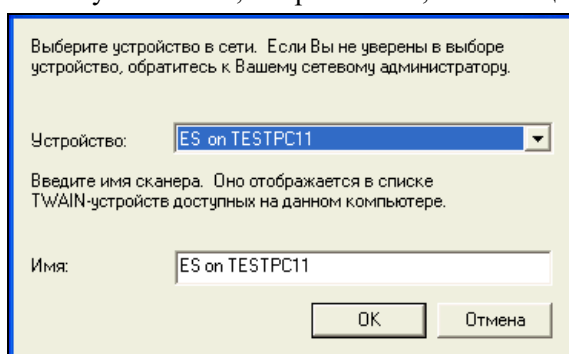 Выберите устройство в сети. Если Вы не уверены в выборе
устройство, обратитесь к Вашему сетевому администратору.
Устройство: ES on TESTPC11
Введите имя сканера. Оно отображается в списке
TWAIN-устройств доступных на данном компьютере.
Имя: ES on TESTPC11
OK Отмена